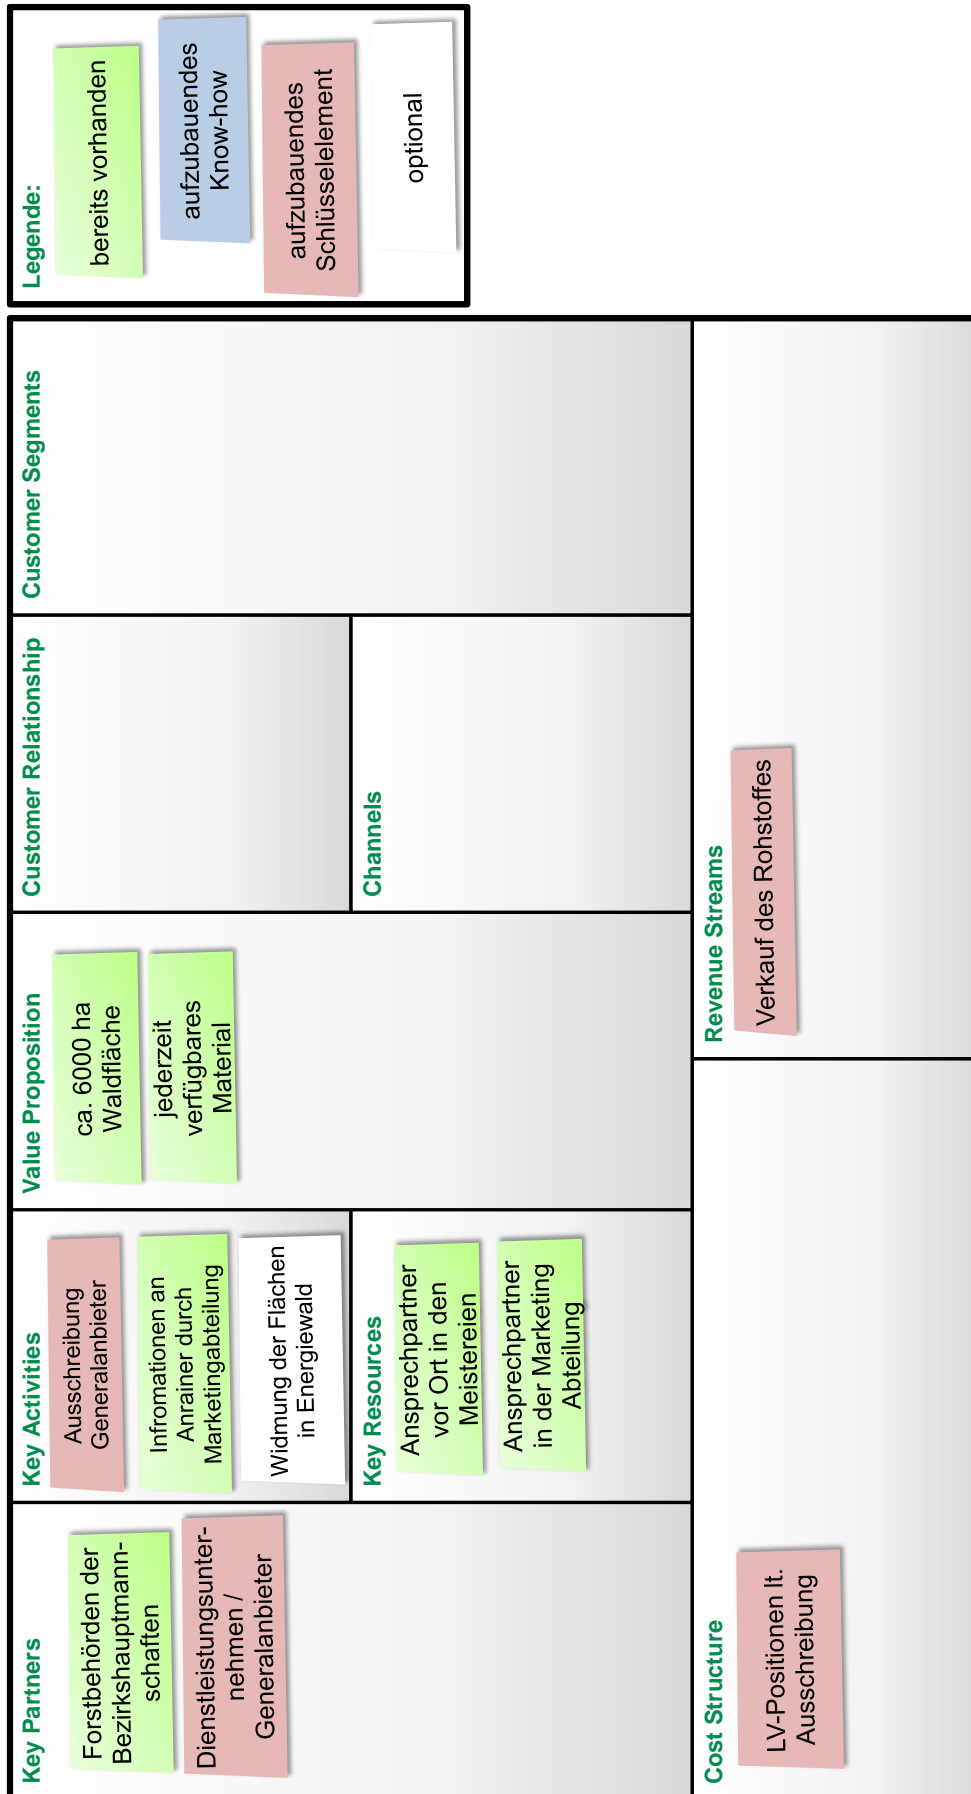 Key Partners
Forstbehörden der
Bezirkshauptmann-
schaften
Dienstleistungsunter-
nehmen /
Generalanbieter
Key Activities
Ausschreibung
Generalanbieter
Infromationen an
Anrainer durch
Marketingabteilung
Widmung der Flächen
in Energiewald
Key Resources
Ansprechpartner
vor Ort in den
Meistereien
Ansprechpartner
in der Marketing
Abteilung
Value Proposition
ca. 6000 ha
Waldfläche
jederzeit
verfügbares
Material
Customer Relationship
Channels
Customer Segments
Cost Structure
LV-Positionen lt.
Ausschreibung
Revenue Streams
Verkauf des Rohstoffes
Legende:
bereits vorhanden
aufzubauendes
Know-how
aufzubauendes
Schlüsselelement
optional